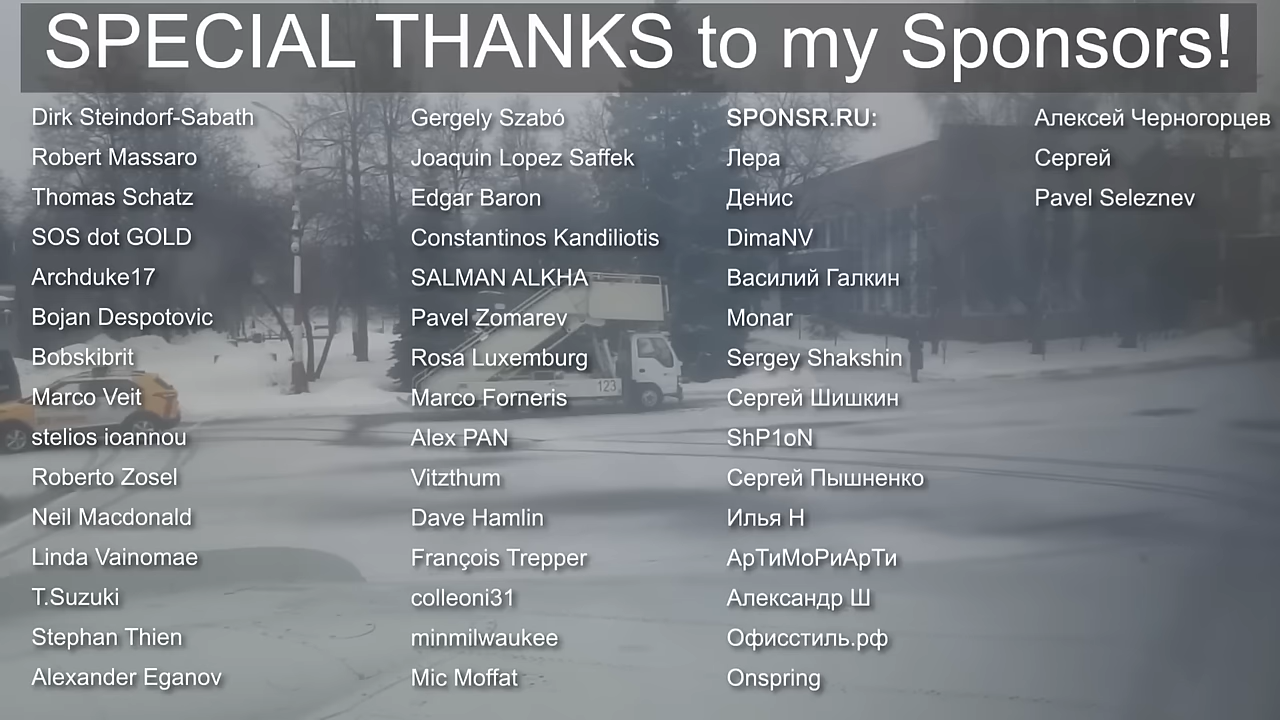 SPECIAL THANKS to my Sponsors!
Dirk Steindorf-Sabath
Robert Massaro
Thomas Schatz
SOS dot GOLD
Archduke17
Bojan Despotovic
Bobskibrit
Marco Veit
stelios ioannou
Roberto Zosel
Neil Macdonald
Linda Vainomae
T.Suzuki
Stephan Thien
Alexander Eganov
Gergely Szabó
Joaquin Lopez Saffek
Edgar Baron
Constantinos Kandiliotis
SALMAN ALKHA
Pavel Zomarev
Rosa Luxemburg
Marco Forneris
Alex PAN
Vitzthum
Dave Hamlin
François Trepper
colleoni31
minmilwaukee
Mic Moffat
SPONSR.RU:
Лера
Денис
DimaNV
Василий Галкин
Monar
Sergey Shakshin
Сергей Шишкин
ShP1oN
Сергей Пышненко
Илья Н
АрТиМоРиАрТи
Александр Ш
Офисстиль.рф
Onspring
Алексей Черногорцев
Сергей
Pavel Seleznev
123